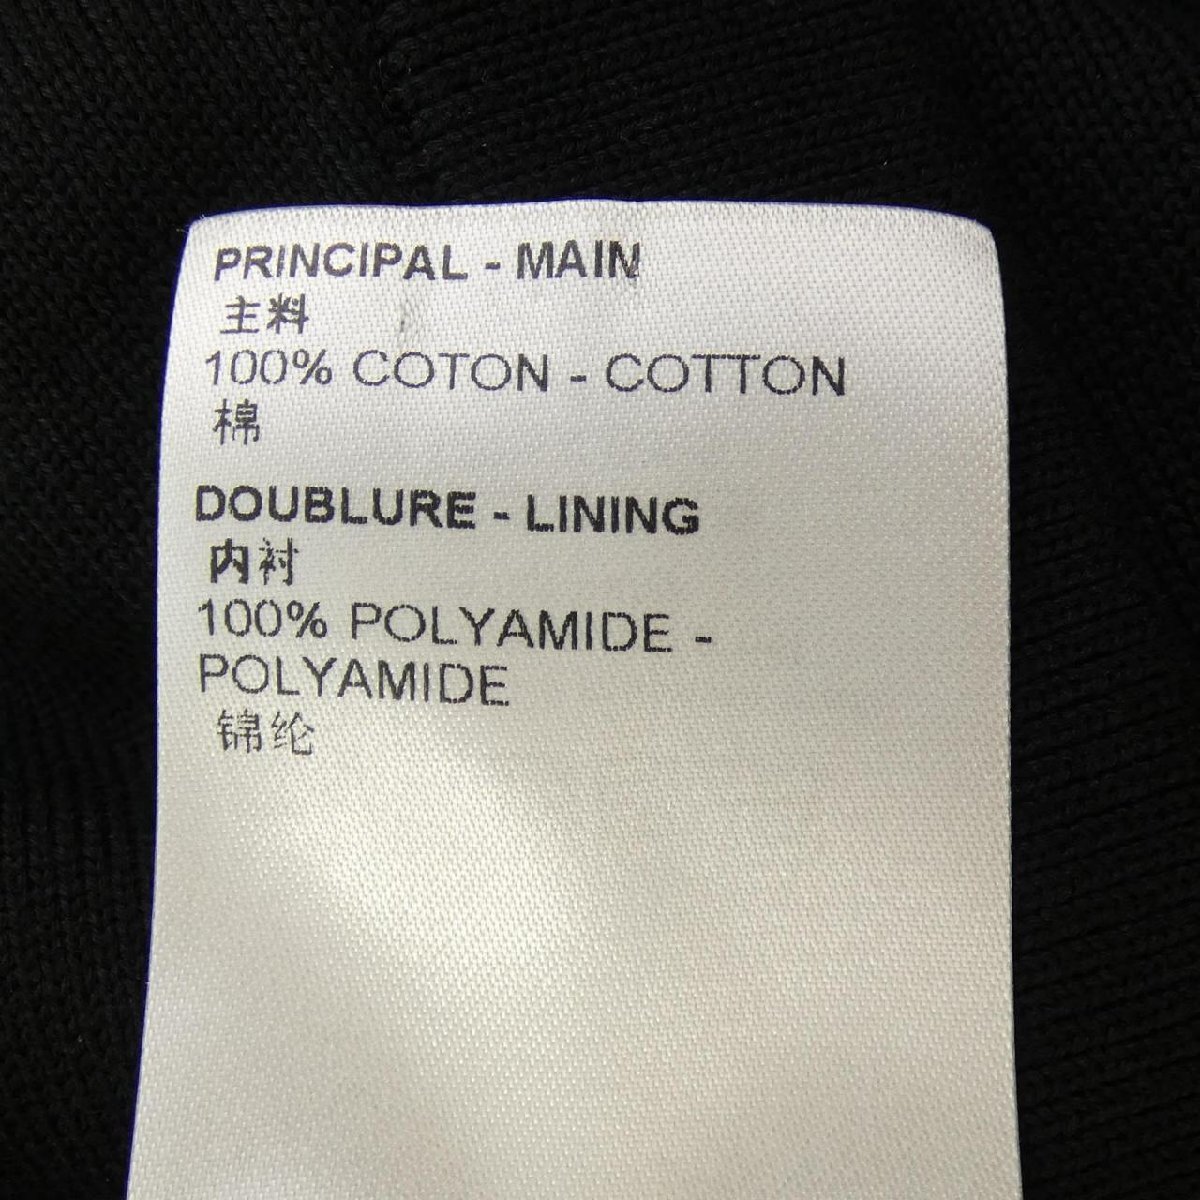 PRINCIPAL - MAIN
主料
100% COTON - COTTON
棉
DOUBLURE - LINING
内衬
100% POLYAMIDE -
POLYAMIDE
锦纶